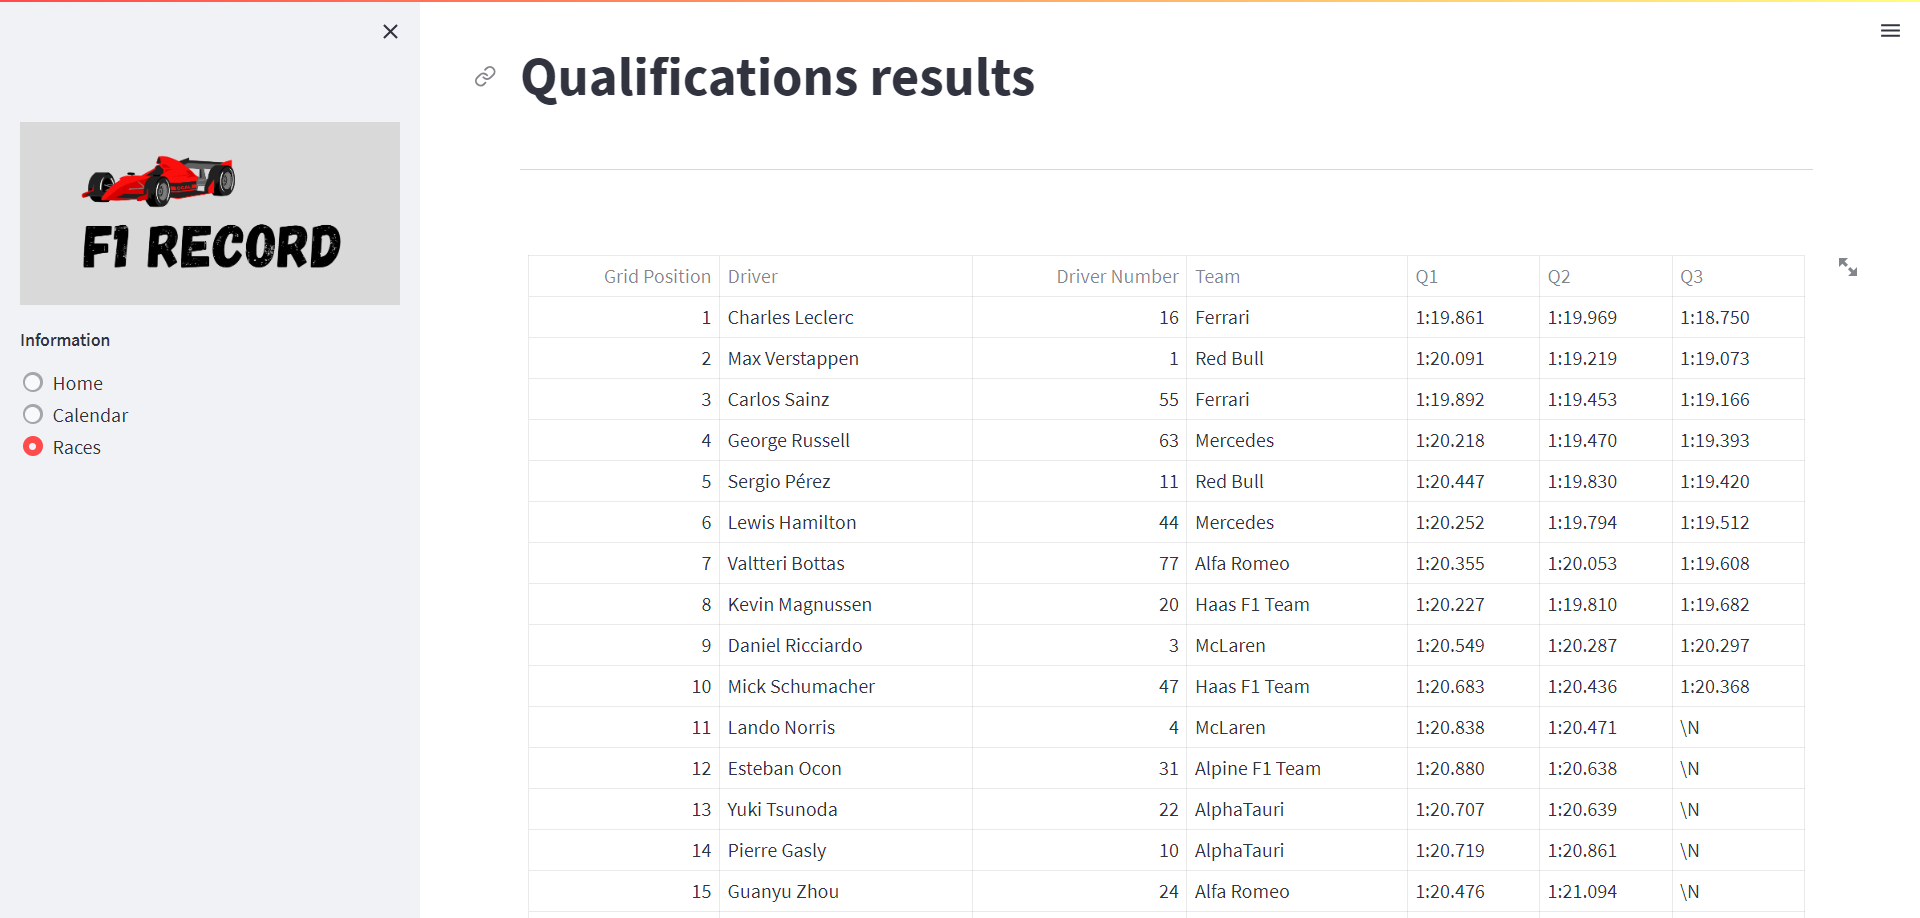 Qualifications results
F1 RECORD
Information
Home
Calendar
Races
Grid Position Driver Driver Number Team Q1 Q2 Q3
1 Charles Leclerc 16 Ferrari 1:19.861 1:19.969 1:18.750
2 Max Verstappen 1 Red Bull 1:20.091 1:19.219 1:19.073
3 Carlos Sainz 55 Ferrari 1:19.892 1:19.453 1:19.166
4 George Russell 63 Mercedes 1:20.218 1:19.470 1:19.393
5 Sergio Pérez 11 Red Bull 1:20.447 1:19.830 1:19.420
6 Lewis Hamilton 44 Mercedes 1:20.252 1:19.794 1:19.512
7 Valtteri Bottas 77 Alfa Romeo 1:20.355 1:20.053 1:19.608
8 Kevin Magnussen 20 Haas F1 Team 1:20.227 1:19.810 1:19.682
9 Daniel Ricciardo 3 McLaren 1:20.549 1:20.287 1:20.297
10 Mick Schumacher 47 Haas F1 Team 1:20.683 1:20.436 1:20.368
11 Lando Norris 4 McLaren 1:20.838 1:20.471 \N
12 Esteban Ocon 31 Alpine F1 Team 1:20.880 1:20.638 \N
13 Yuki Tsunoda 22 AlphaTauri 1:20.707 1:20.639 \N
14 Pierre Gasly 10 AlphaTauri 1:20.719 1:20.861 \N
15 Guanyu Zhou 24 Alfa Romeo 1:20.476 1:21.094 \N